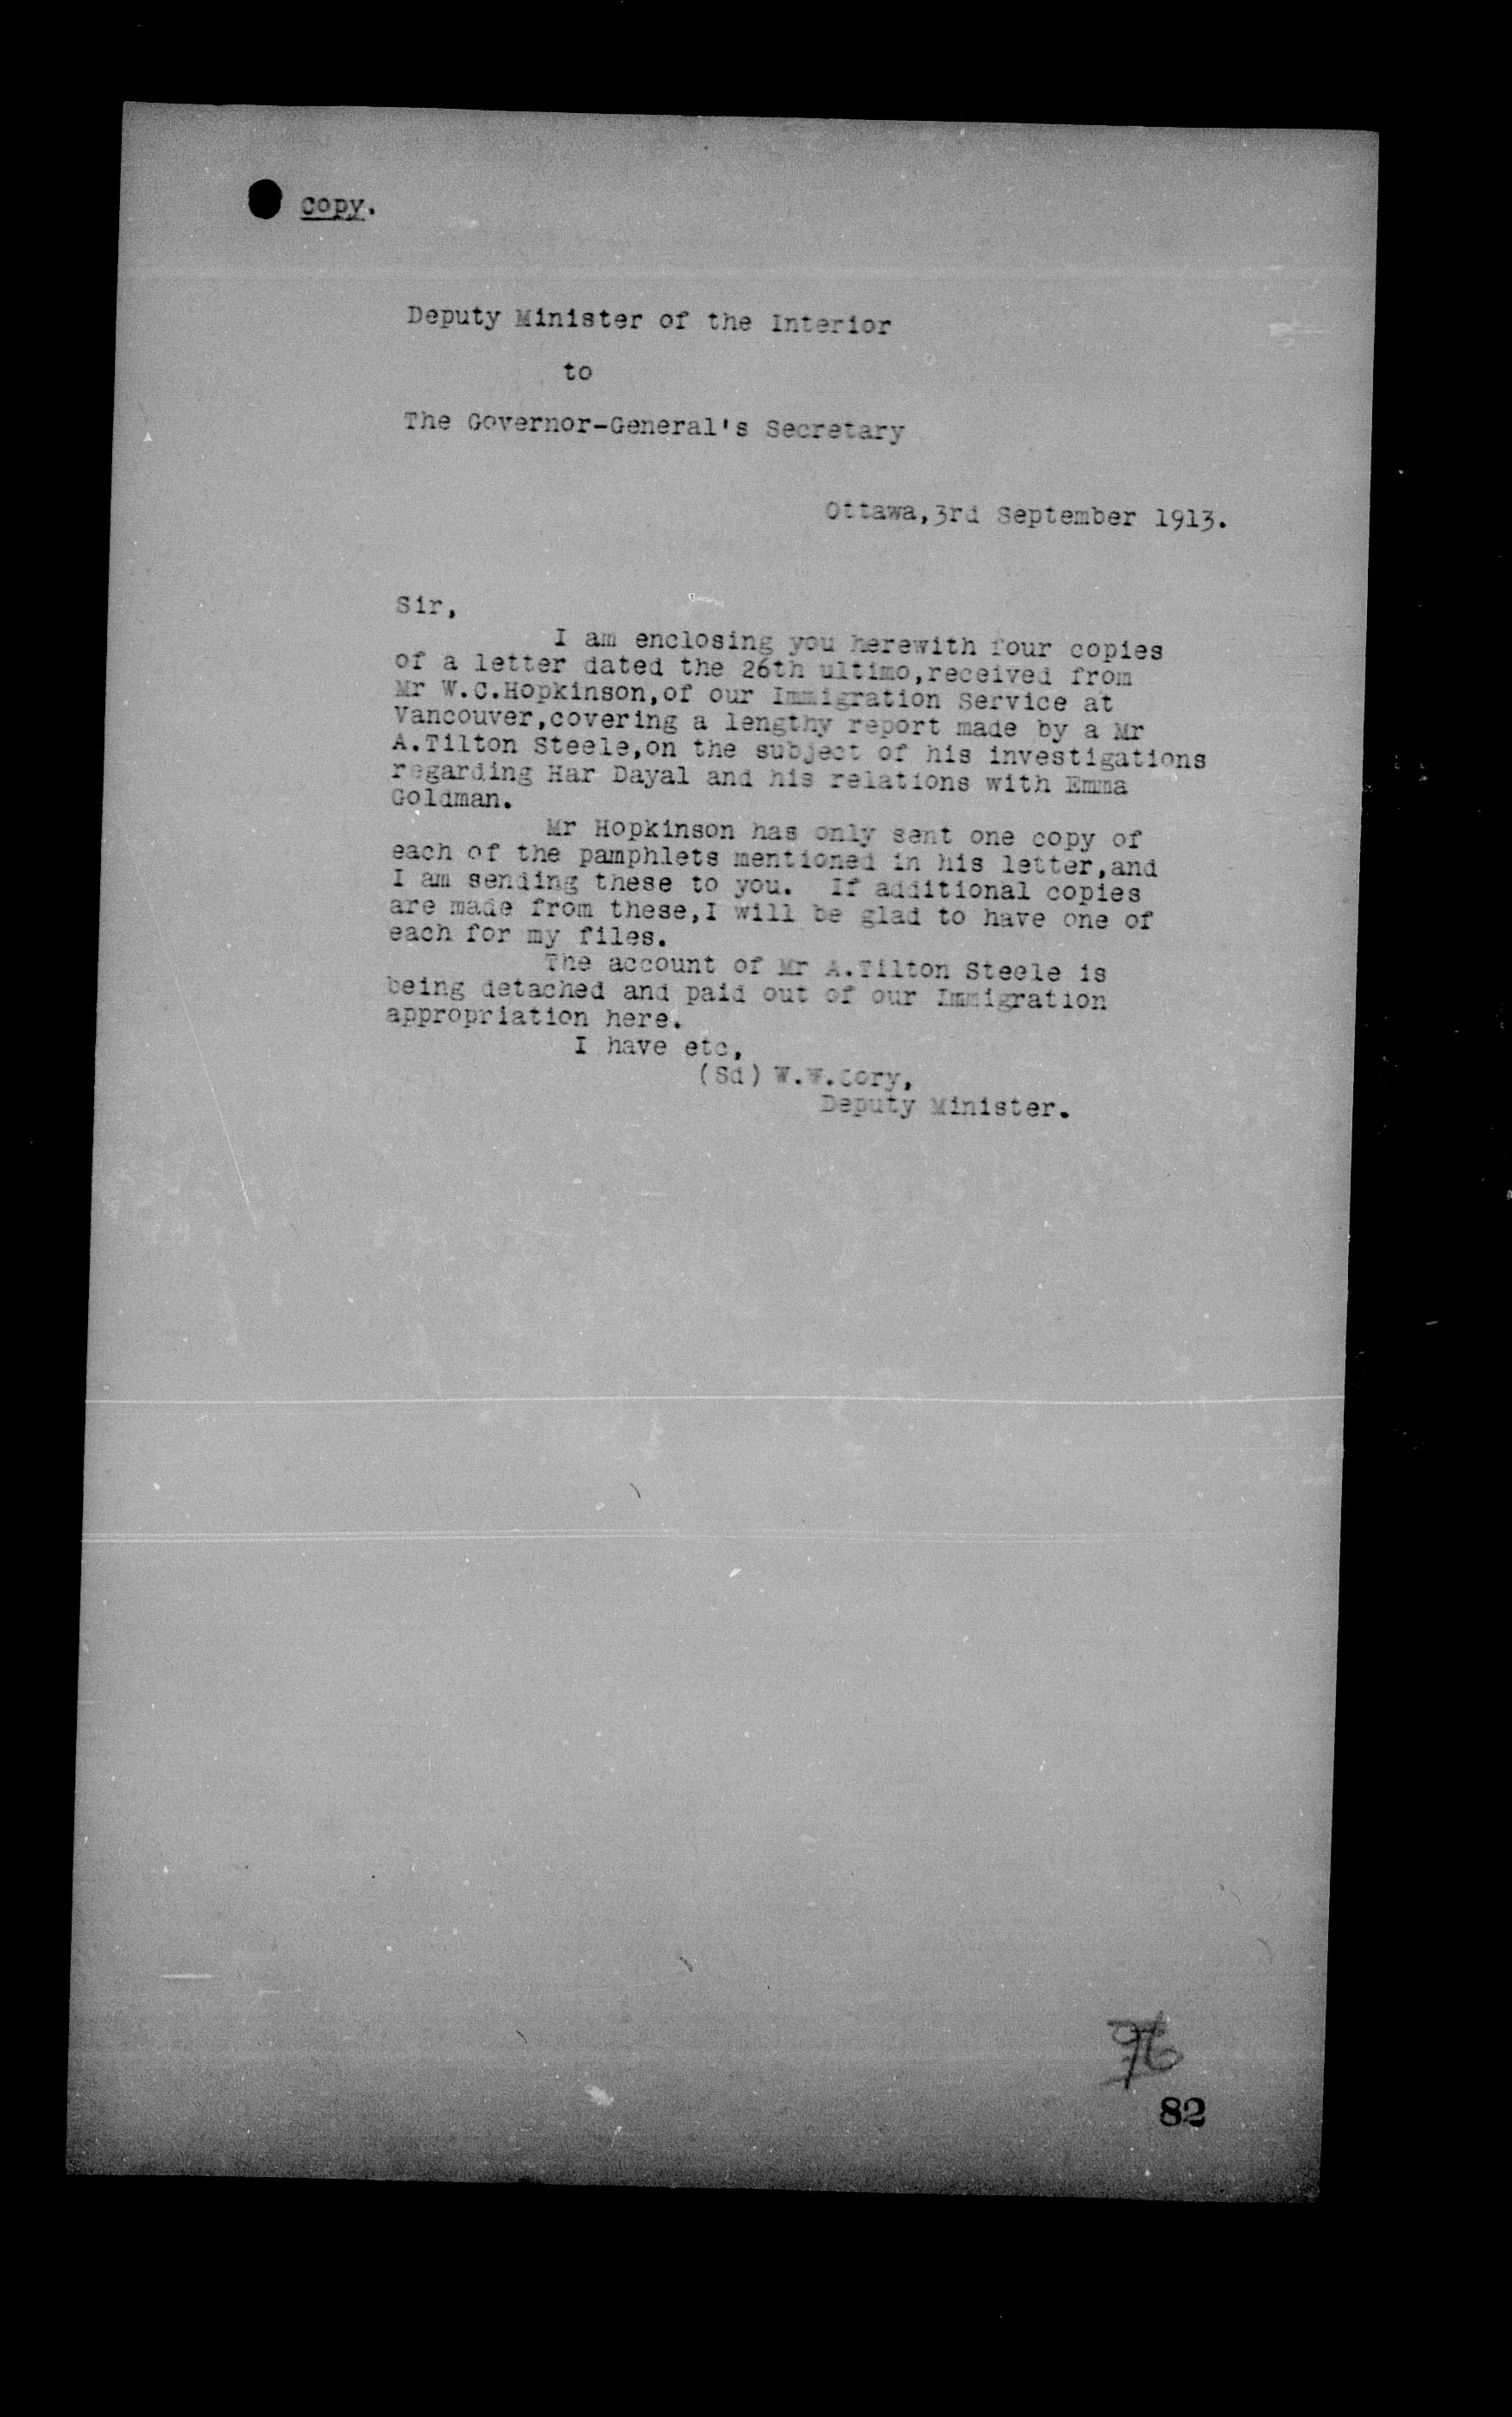 Copy.
Deputy Minister of the Interior
to
The Governor-General's Secretary
Ottawa,3rd September 1913.
Sir,
I am enclosing you herewith four copies
of a letter dated the 26th ultimo,received from
Mr W.C.Hopkinson,of our Immigration Service at
Vancouver,covering a lengthy report made by a Mr
A.Tilton Steele,on the subject of his investigations
regarding Har Dayal and his relations with Emma
Goldman.
Mr Hopkinson has only sent one copy of
each of the pamphlets mentioned in his letter,and
I am sending these to you. If additional copies
are made from these,I will be glad to have one of
each for my files.
The account of Mr A.Tilton Steele is
being detached and paid out of our Immigration
appropriation here.
I have etc,
(Sd) W.W.Cory,
Deputy Minister.
82